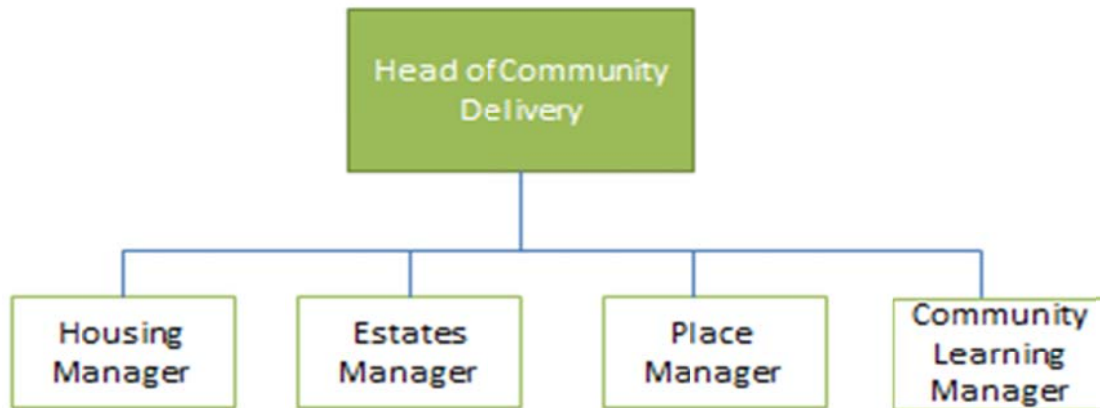 Head of Community
Delivery
Housing
Manager
Estates
Manager
Place
Manager
Community
Learning
Manager